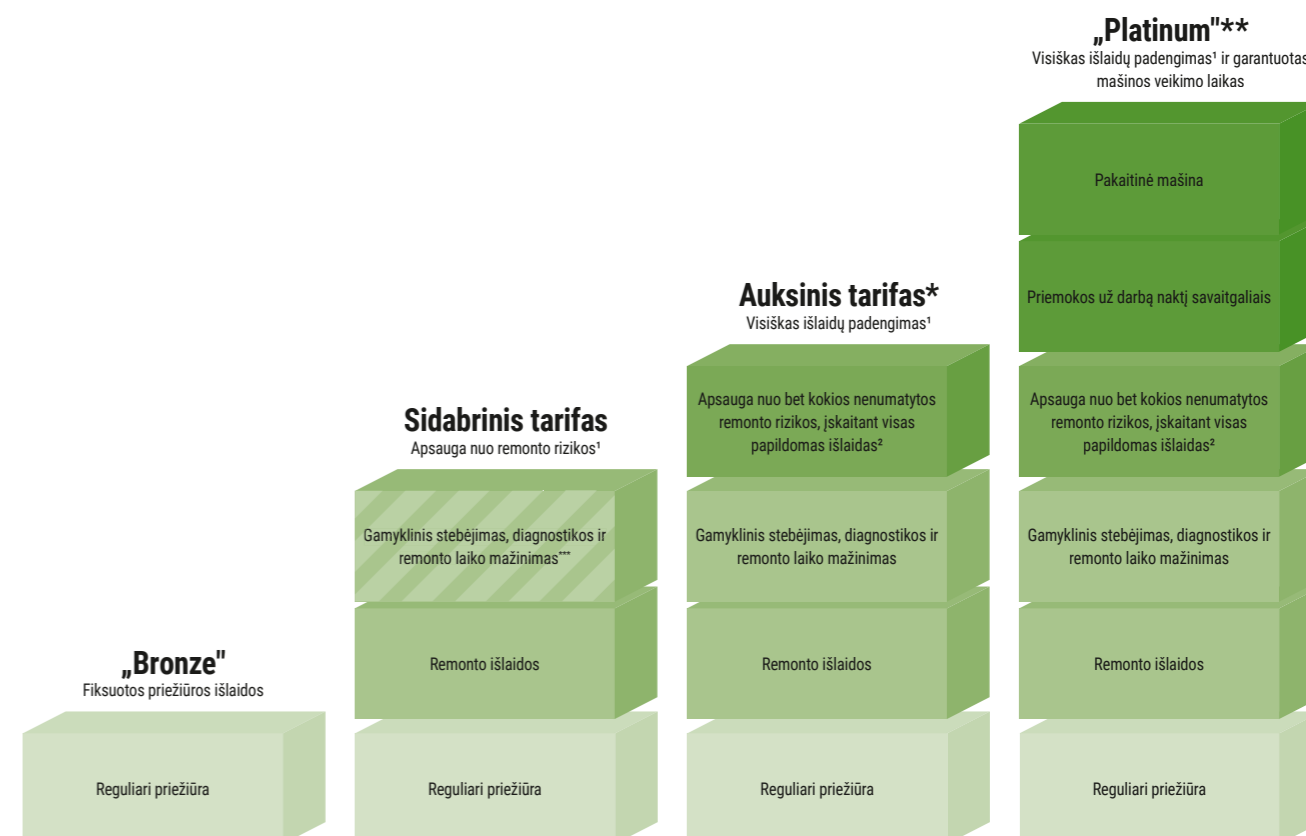 „Platinum"**
Visiškas išlaidų padengimas¹ ir garantuotas
mašinos veikimo laikas
Pakaitinė mašina
Priemokos už darbą naktį savaitgaliais
Apsauga nuo bet kokios nenumatytos
remonto rizikos, įskaitant visas
papildomas išlaidas²
Gamyklinis stebėjimas, diagnostikos ir
remonto laiko mažinimas
Remonto išlaidos
Reguliari priežiūra
Auksinis tarifas*
Visiškas išlaidų padengimas¹
Apsauga nuo bet kokios nenumatytos
remonto rizikos, įskaitant visas
papildomas išlaidas²
Gamyklinis stebėjimas, diagnostikos ir
remonto laiko mažinimas
Remonto išlaidos
Reguliari priežiūra
Sidabrinis tarifas
Apsauga nuo remonto rizikos¹
Gamyklinis stebėjimas, diagnostikos ir
remonto laiko mažinimas***
Remonto išlaidos
Reguliari priežiūra
„Bronze"
Fiksuotos priežiūros išlaidos
Reguliari priežiūra